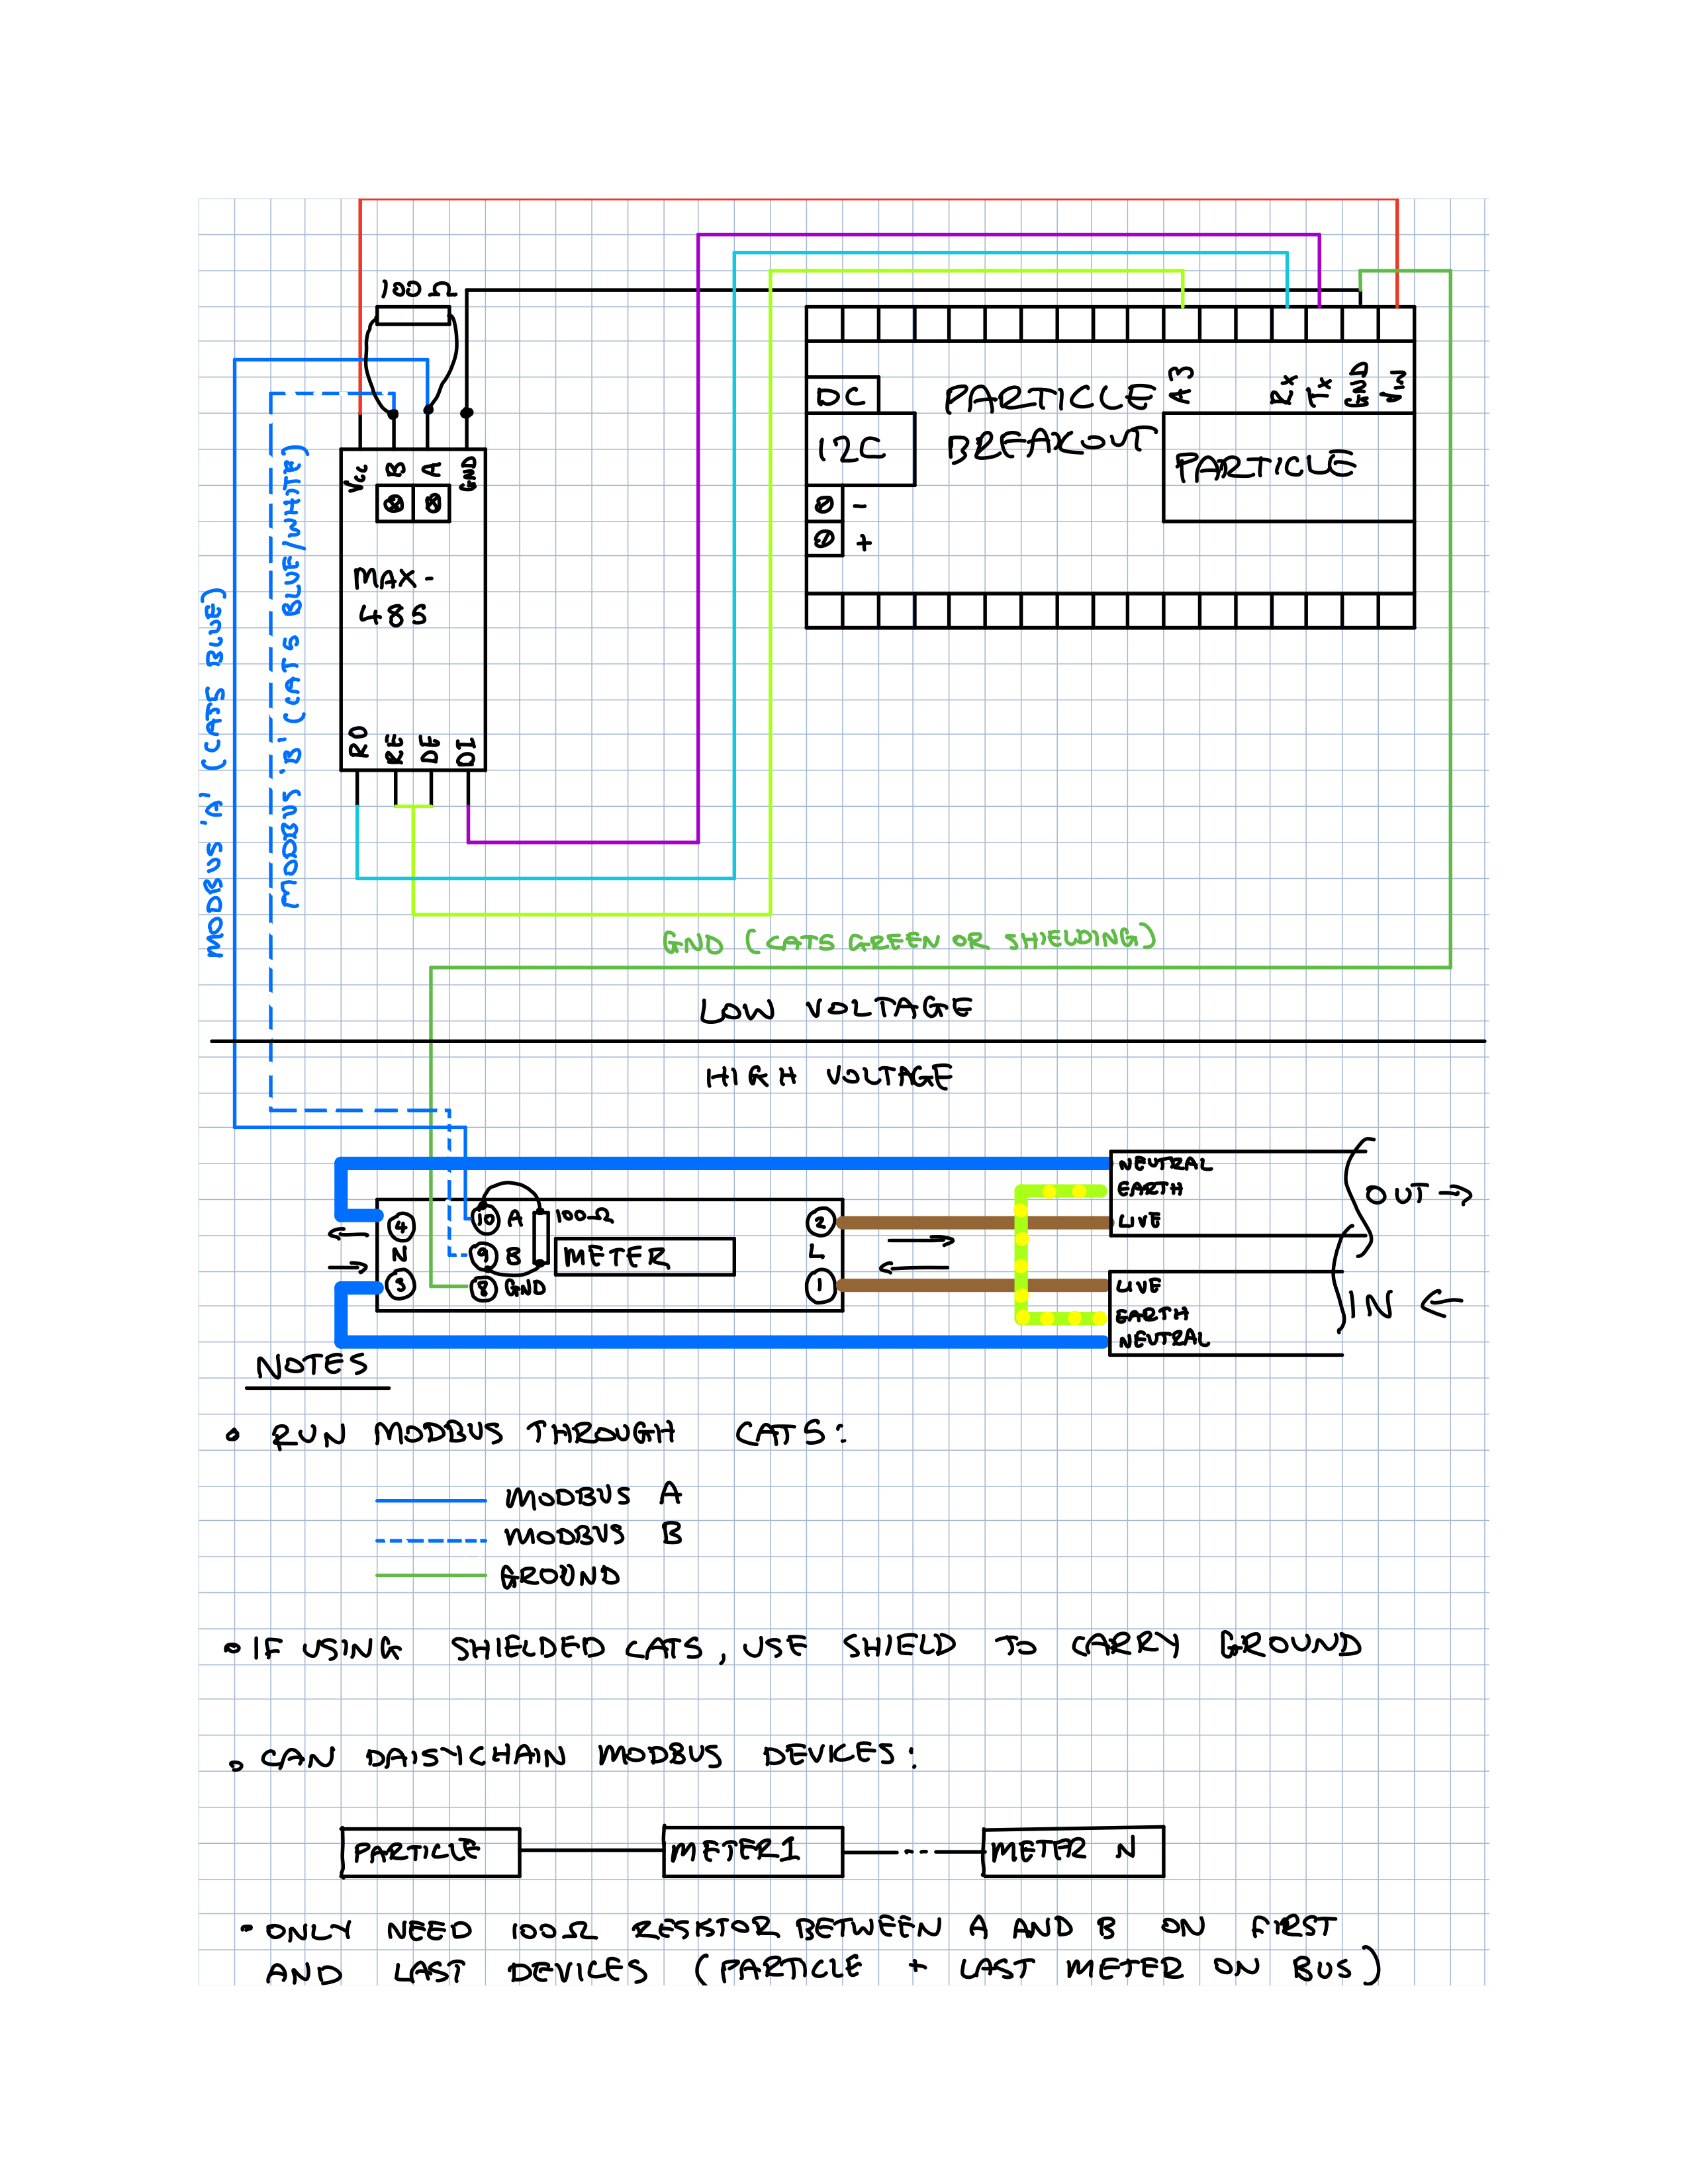 100Ω
VCC B A GND
MAX-
485
RO RE DE DI
MODBUS 'A' (CAT5 BLUE)
MODBUS 'B' (CAT5 BLUE/WHITE)
DC
I2C
-
+
PARTICLE
BREAKOUT
A3 RX TX GND VIN
PARTICLE
GND (CAT5 GREEN OR SHIELDING)
LOW VOLTAGE
HIGH VOLTAGE
4
N
3
10 A
9 B
8 GND
100Ω
METER
2
L
1
NEUTRAL
EARTH
LIVE
OUT
LIVE
EARTH
NEUTRAL
IN
NOTES
RUN MODBUS THROUGH CAT5:
MODBUS A
MODBUS B
GROUND
IF USING SHIELDED CAT5, USE SHIELD TO CARRY GROUND
CAN DAISYCHAIN MODBUS DEVICES:
PARTICLE METER1 METER N
ONLY NEED 100Ω RESISTOR BETWEEN A AND B ON FIRST
AND LAST DEVICES (PARTICLE + LAST METER ON BUS)